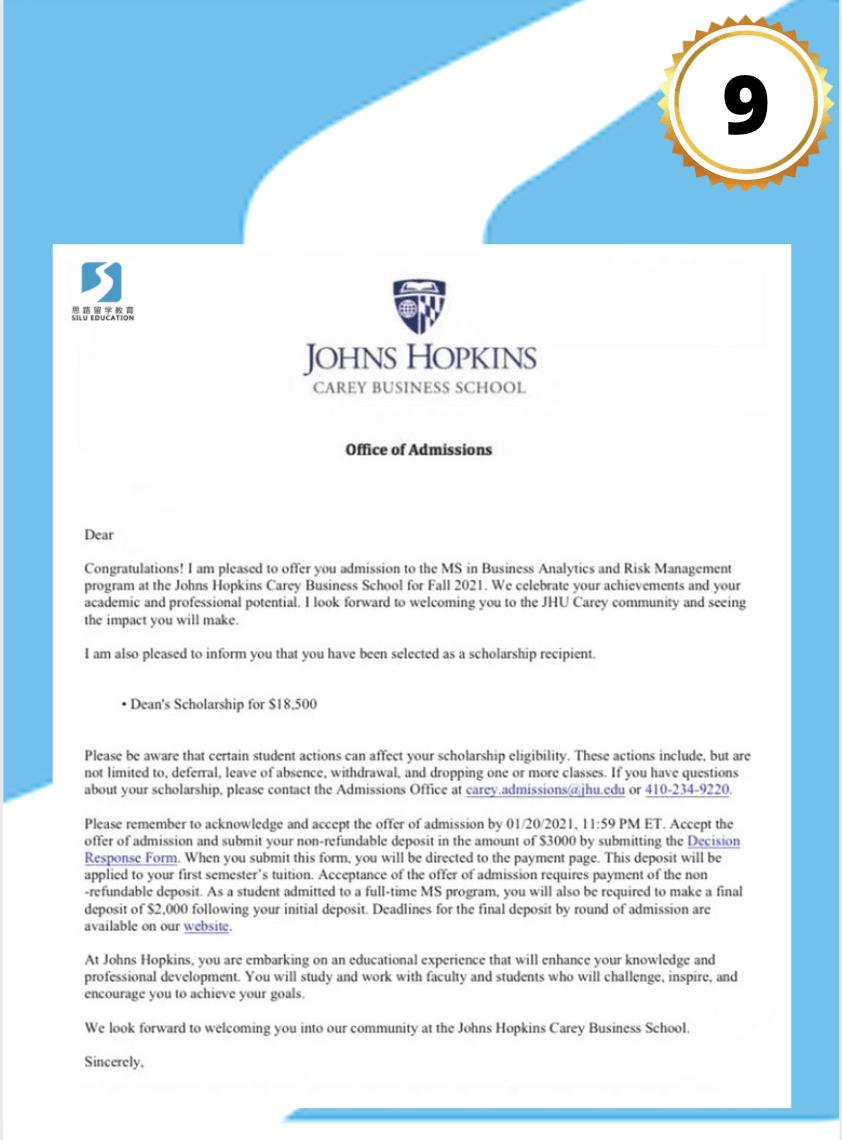 9
思路留学教育
SILU EDUCATION
JOHNS HOPKINS
CAREY BUSINESS SCHOOL
Office of Admissions
Dear
Congratulations! I am pleased to offer you admission to the MS in Business Analytics and Risk Management
program at the Johns Hopkins Carey Business School for Fall 2021. We celebrate your achievements and your
academic and professional potential. I look forward to welcoming you to the JHU Carey community and seeing
the impact you will make.
I am also pleased to inform you that you have been selected as a scholarship recipient.
• Dean's Scholarship for $18,500
Please be aware that certain student actions can affect your scholarship eligibility. These actions include, but are
not limited to, deferral, leave of absence, withdrawal, and dropping one or more classes. If you have questions
about your scholarship, please contact the Admissions Office at carey.admissions@jhu.edu or 410-234-9220.
Please remember to acknowledge and accept the offer of admission by 01/20/2021, 11:59 PM ET. Accept the
offer of admission and submit your non-refundable deposit in the amount of $3000 by submitting the Decision
Response Form. When you submit this form, you will be directed to the payment page. This deposit will be
applied to your first semester's tuition. Acceptance of the offer of admission requires payment of the non
-refundable deposit. As a student admitted to a full-time MS program, you will also be required to make a final
deposit of $2,000 following your initial deposit. Deadlines for the final deposit by round of admission are
available on our website.
At Johns Hopkins, you are embarking on an educational experience that will enhance your knowledge and
professional development. You will study and work with faculty and students who will challenge, inspire, and
encourage you to achieve your goals.
We look forward to welcoming you into our community at the Johns Hopkins Carey Business School.
Sincerely,